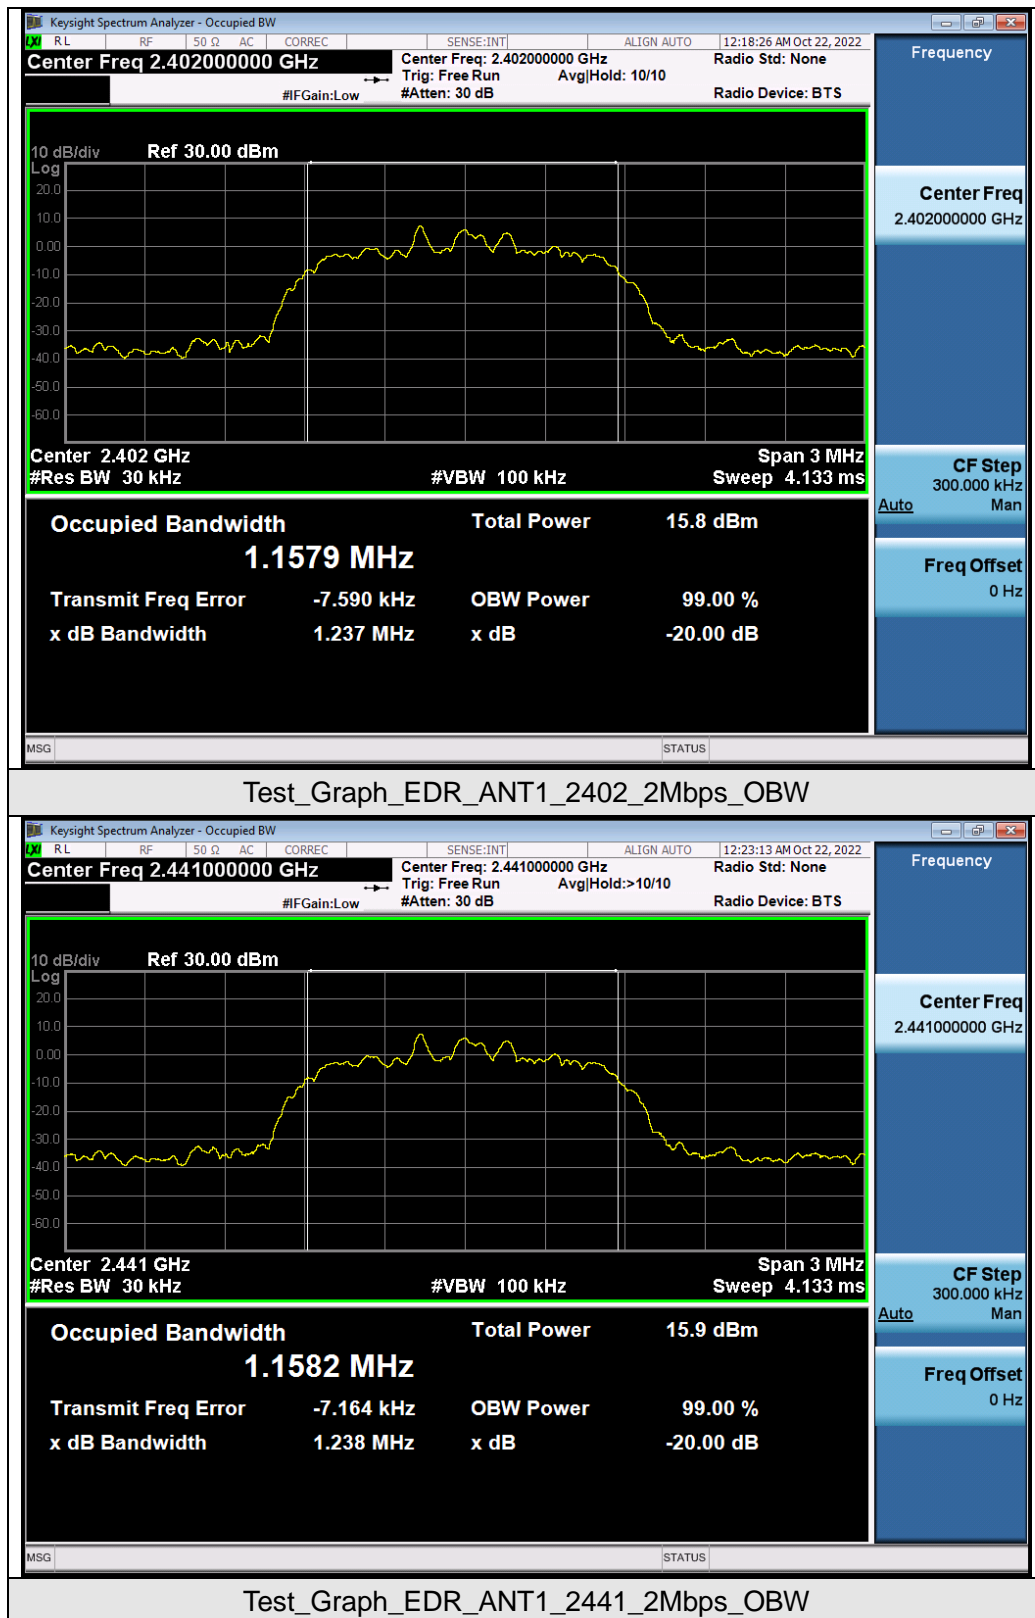 Keysight Spectrum Analyzer - Occupied BW
LXI RL RF 50 Ω AC CORREC SENSE:INT ALIGN AUTO 12:18:26 AM Oct 22, 2022
Center Freq 2.402000000 GHz Center Freq: 2.402000000 GHz Radio Std: None
Trig: Free Run Avg|Hold: 10/10
#IFGain:Low #Atten: 30 dB Radio Device: BTS
Frequency
10 dB/div Ref 30.00 dBm
Log
20.0
10.0
0.00
-10.0
-20.0
-30.0
-40.0
-50.0
-60.0
Center 2.402 GHz Span 3 MHz
#Res BW 30 kHz #VBW 100 kHz Sweep 4.133 ms
Center Freq
2.402000000 GHz
CF Step
300.000 kHz
Auto Man
Freq Offset
0 Hz
Occupied Bandwidth Total Power 15.8 dBm
1.1579 MHz
Transmit Freq Error -7.590 kHz OBW Power 99.00 %
x dB Bandwidth 1.237 MHz x dB -20.00 dB
MSG STATUS
Test_Graph_EDR_ANT1_2402_2Mbps_OBW
Keysight Spectrum Analyzer - Occupied BW
LXI RL RF 50 Ω AC CORREC SENSE:INT ALIGN AUTO 12:23:13 AM Oct 22, 2022
Center Freq 2.441000000 GHz Center Freq: 2.441000000 GHz Radio Std: None
Trig: Free Run Avg|Hold:>10/10
#IFGain:Low #Atten: 30 dB Radio Device: BTS
Frequency
10 dB/div Ref 30.00 dBm
Log
20.0
10.0
0.00
-10.0
-20.0
-30.0
-40.0
-50.0
-60.0
Center 2.441 GHz Span 3 MHz
#Res BW 30 kHz #VBW 100 kHz Sweep 4.133 ms
Center Freq
2.441000000 GHz
CF Step
300.000 kHz
Auto Man
Freq Offset
0 Hz
Occupied Bandwidth Total Power 15.9 dBm
1.1582 MHz
Transmit Freq Error -7.164 kHz OBW Power 99.00 %
x dB Bandwidth 1.238 MHz x dB -20.00 dB
MSG STATUS
Test_Graph_EDR_ANT1_2441_2Mbps_OBW